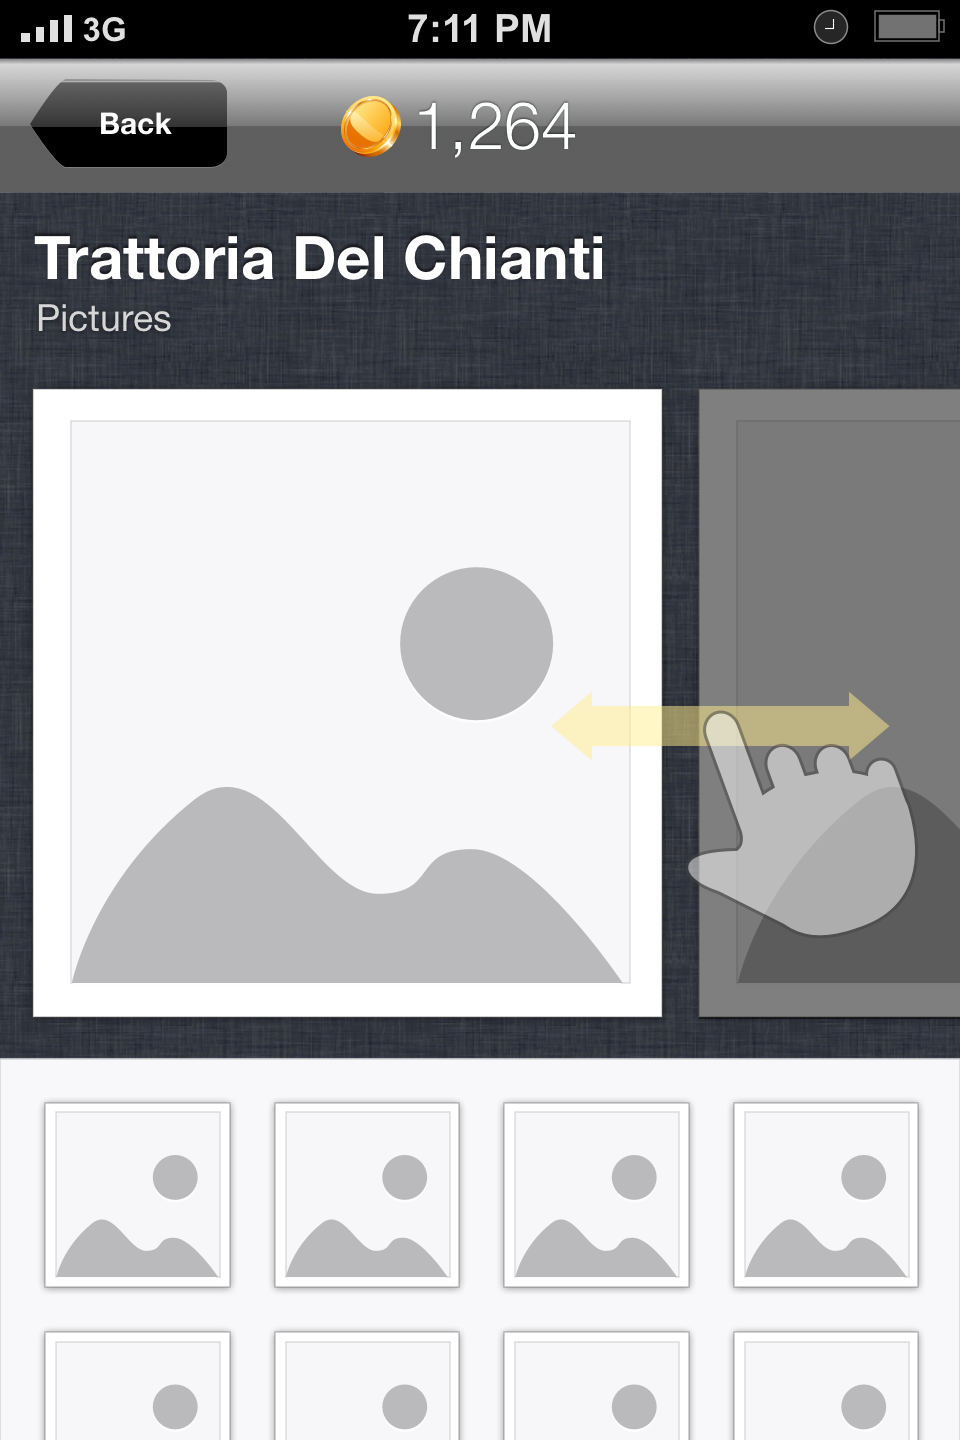 3G 7:11 PM
Back 1,264
Trattoria Del Chianti
Pictures